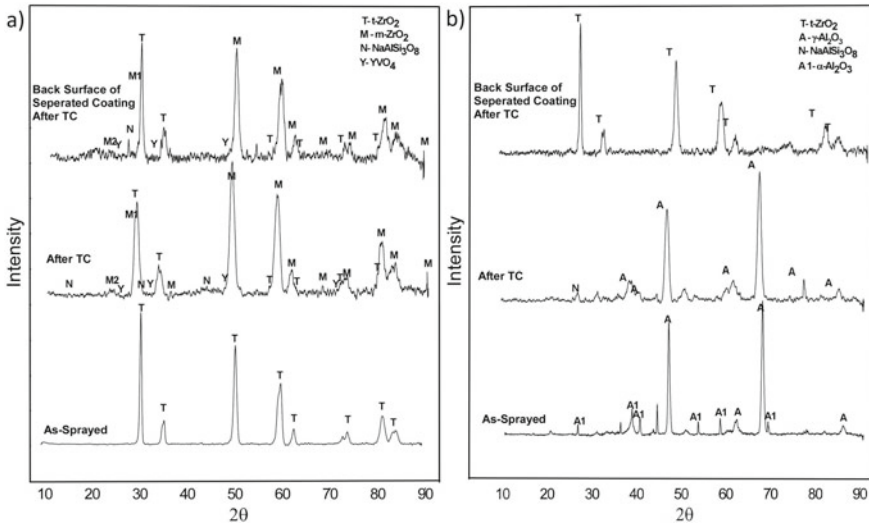 a)
T- t-ZrO2
M - m-ZrO2
N- NaAlSi3O8
Y- YVO4
Back Surface of
Seperated Coating
After TC
M2 Y N M1 T Y T M Y T M M T M T M T M M M
After TC
N M2 Y M1 T N Y T M N Y M T M M T M Y T M T M M M
As-Sprayed
T T T T T T T T
Intensity
10 20 30 40 50 60 70 80 90
2θ
b)
T- t-ZrO2
A - γ-Al2O3
N- NaAlSi3O8
A 1- α-Al2O3
Back Surface of
Seperated Coating
After TC
T T T T T T T
After TC
N A A A A A A A
As-Sprayed
A1 A1 A1 A A1 A1 A A A1 A
Intensity
10 20 30 40 50 60 70 80 90
2θ